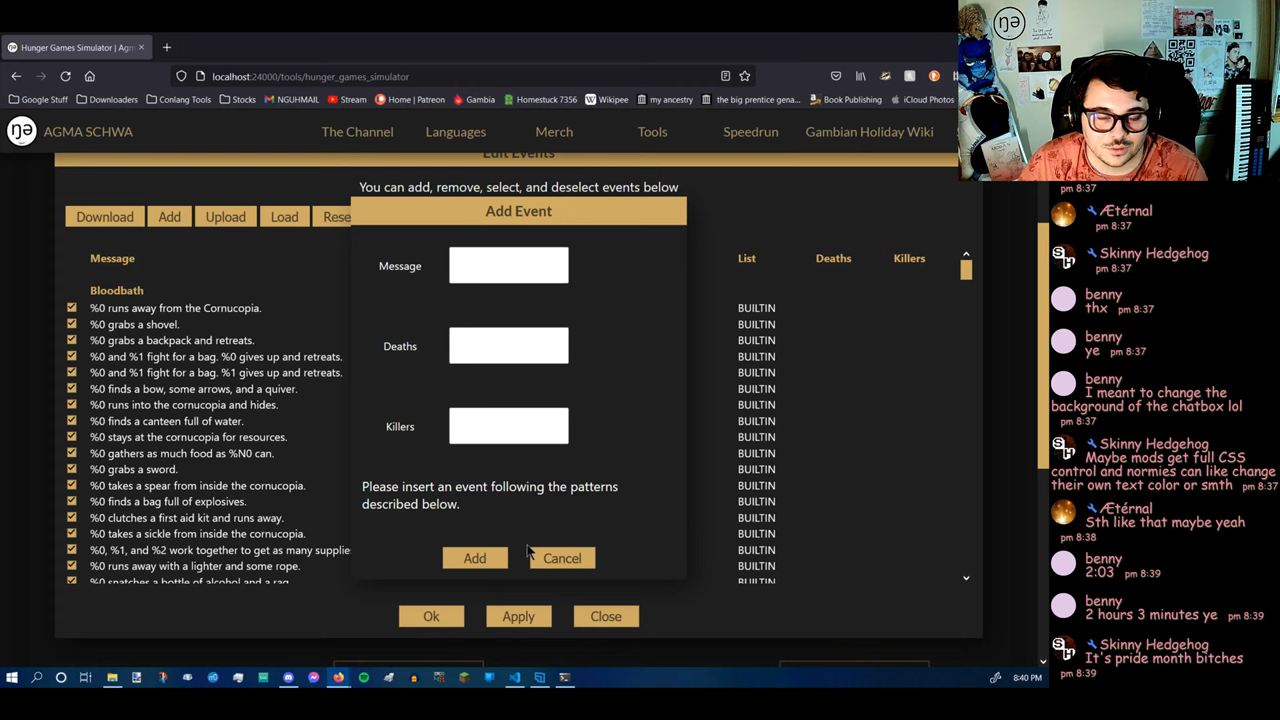 Hunger Games Simulator | Agm
localhost:24000/tools/hunger_games_simulator
Google Stuff
Downloaders
Conlang Tools
Stocks
NGUHMAIL
Stream
Home | Patreon
Gambia
Homestuck 7356
Wikipee
my ancestry
the big prentice gena...
Book Publishing
iCloud Photos
ŋə
AGMA SCHWA
The Channel
Languages
Merch
Tools
Speedrun
Gambian Holiday Wiki
Edit Events
You can add, remove, select, and deselect events below
Download
Add
Upload
Load
Rese
Message
List
Deaths
Killers
Bloodbath
%0 runs away from the Cornucopia.
BUILTIN
%0 grabs a shovel.
BUILTIN
%0 grabs a backpack and retreats.
BUILTIN
%0 and %1 fight for a bag. %0 gives up and retreats.
BUILTIN
%0 and %1 fight for a bag. %1 gives up and retreats.
BUILTIN
%0 finds a bow, some arrows, and a quiver.
BUILTIN
%0 runs into the cornucopia and hides.
BUILTIN
%0 finds a canteen full of water.
BUILTIN
%0 stays at the cornucopia for resources.
BUILTIN
%0 gathers as much food as %N0 can.
BUILTIN
%0 grabs a sword.
BUILTIN
%0 takes a spear from inside the cornucopia.
BUILTIN
%0 finds a bag full of explosives.
BUILTIN
%0 clutches a first aid kit and runs away.
BUILTIN
%0 takes a sickle from inside the cornucopia.
BUILTIN
%0, %1, and %2 work together to get as many supplie
BUILTIN
%0 runs away with a lighter and some rope.
BUILTIN
%0 snatches a bottle of alcohol and a rag.
BUILTIN
Add Event
Message
Deaths
Killers
Please insert an event following the patterns
described below.
Add
Cancel
Ok
Apply
Close
ŋə
pm 8:37
Ætérnal
pm 8:37
Skinny Hedgehog
pm 8:37
benny
thx pm 8:37
benny
ye pm 8:37
benny
I meant to change the
background of the chatbox lol
pm 8:37
Skinny Hedgehog
Maybe mods get full CSS
control and normies can like change
their own text color or smth pm 8:37
Ætérnal
Sth like that maybe yeah
pm 8:38
benny
2:03 pm 8:39
benny
2 hours 3 minutes ye pm 8:39
Skinny Hedgehog
It's pride month bitches
pm 8:39
8:40 PM